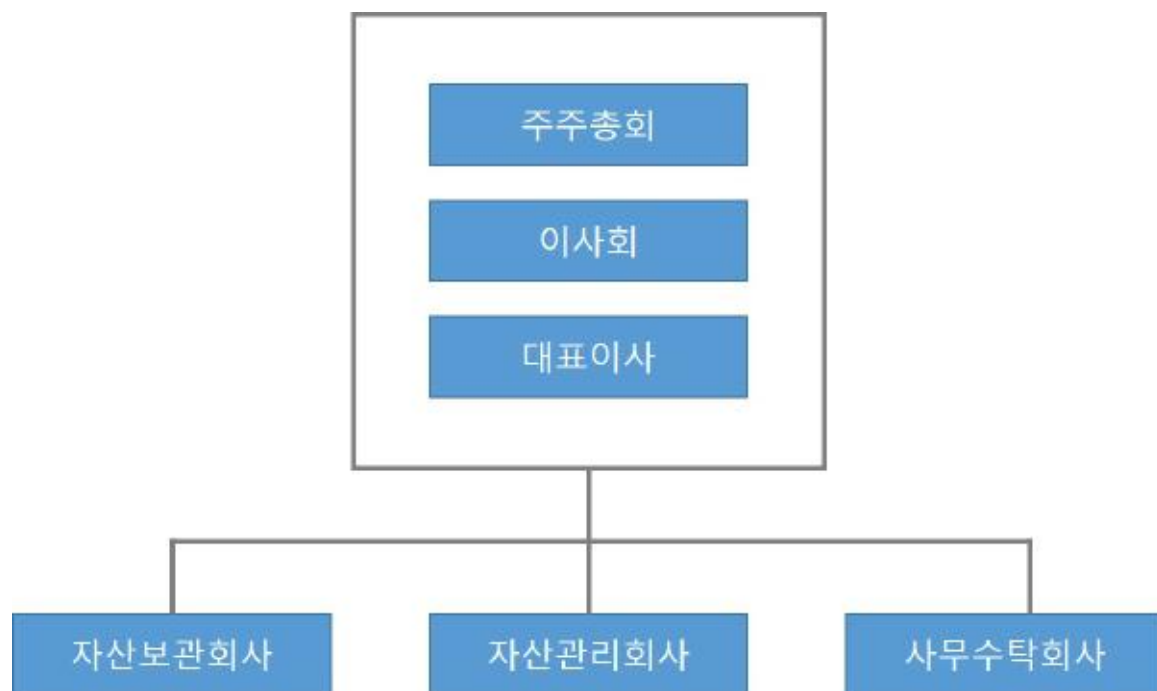 주주총회
이사회
대표이사
자산보관회사
자산관리회사
사무수탁회사